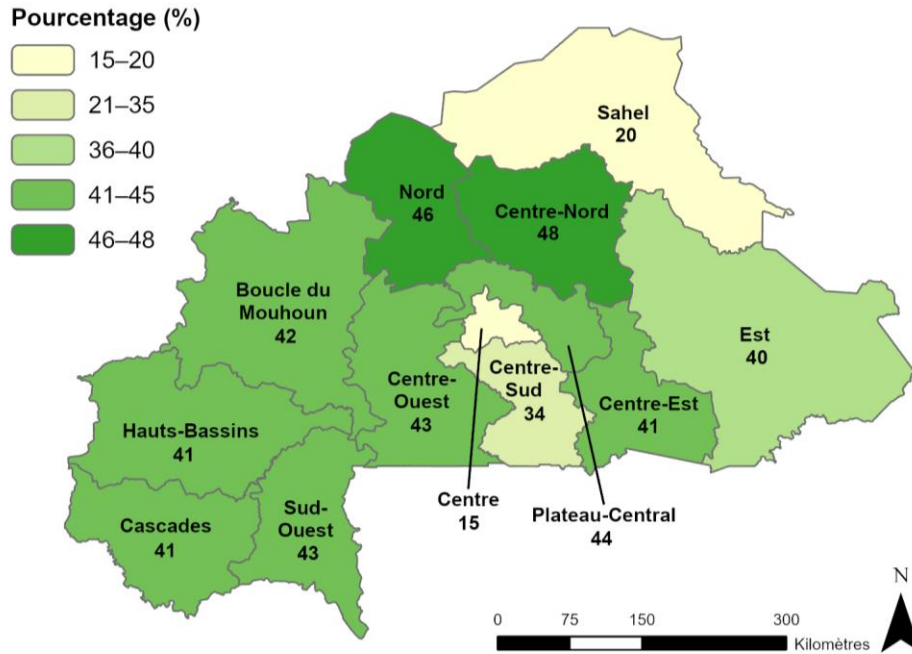 Pourcentage (%)
15–20
21–35
36–40
41–45
46–48
Sahel
20
Nord
46
Centre-Nord
48
Boucle du
Mouhoun
42
Est
40
Centre-
Ouest
43
Centre-
Sud
34
Centre-Est
41
Hauts-Bassins
41
Centre
15
Plateau-Central
44
Cascades
41
Sud-
Ouest
43
N
0 75 150 300
Kilomètres